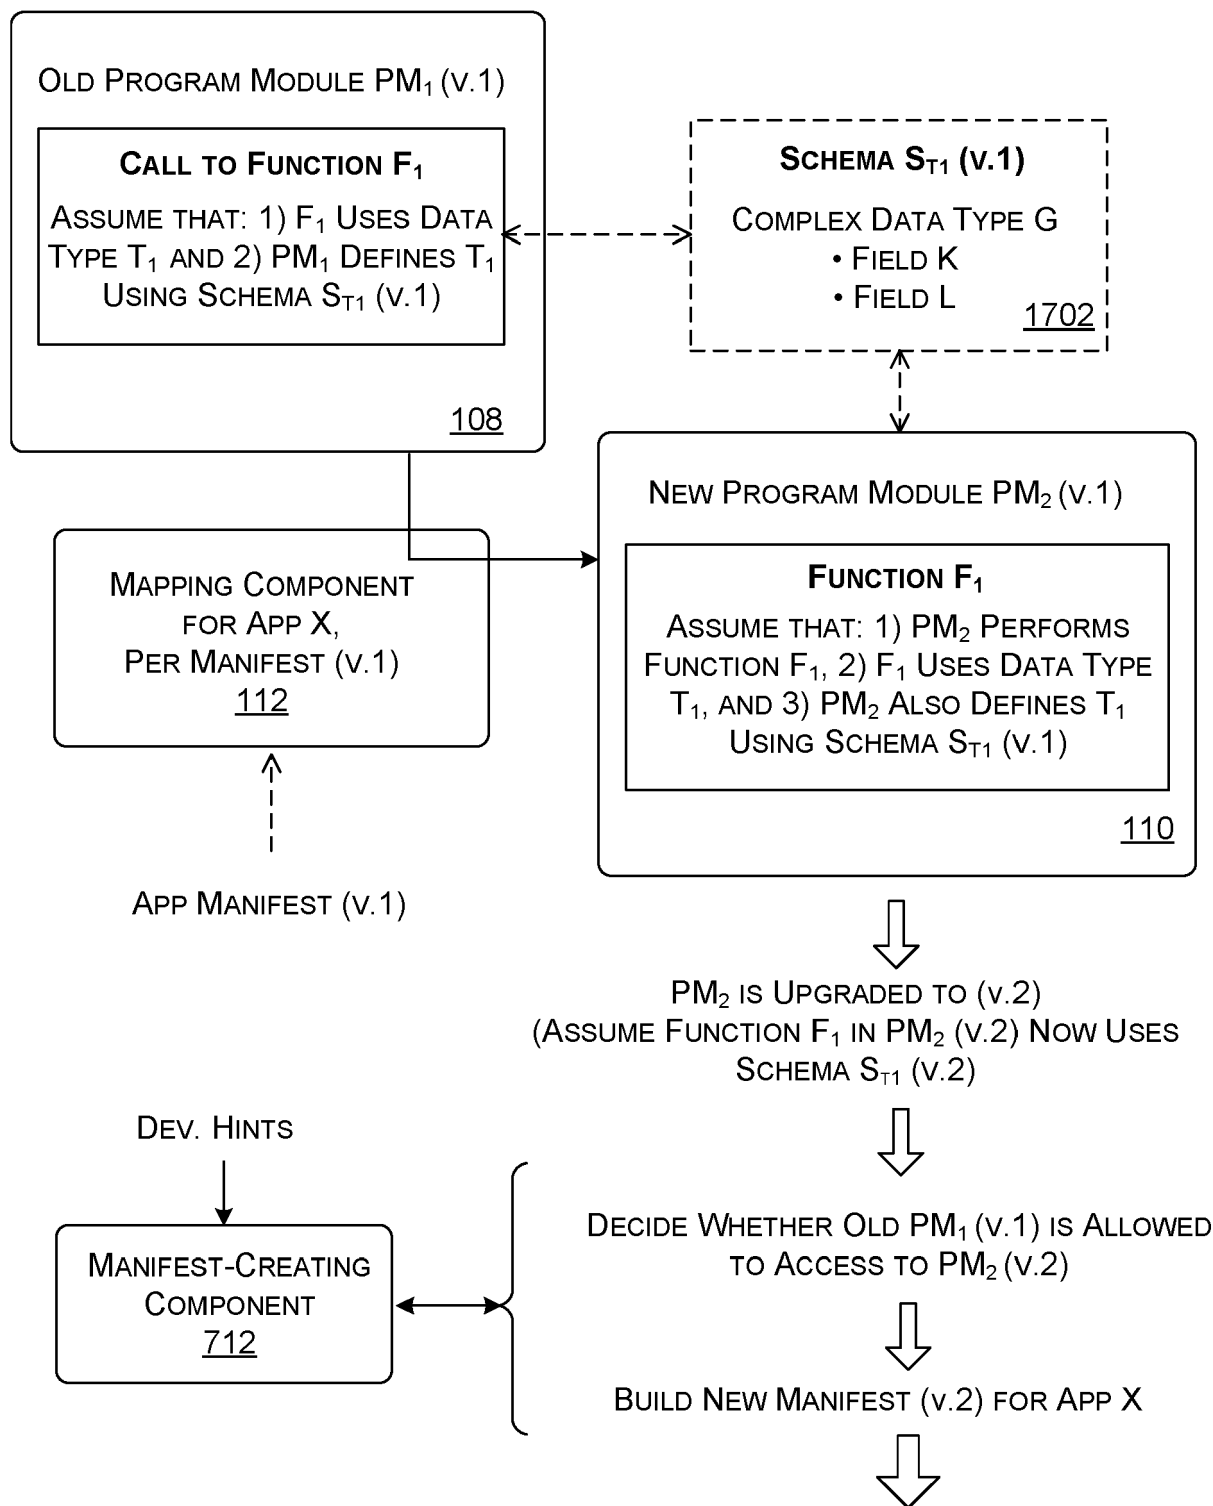 OLD PROGRAM MODULE PM₁ (V.1)
CALL TO FUNCTION F₁
ASSUME THAT: 1) F₁ USES DATA
TYPE T₁ AND 2) PM₁ DEFINES T₁
USING SCHEMA S_T1 (V.1)
108
SCHEMA S_T1 (V.1)
COMPLEX DATA TYPE G
• FIELD K
• FIELD L
1702
MAPPING COMPONENT
FOR APP X,
PER MANIFEST (V.1)
112
APP MANIFEST (V.1)
NEW PROGRAM MODULE PM₂ (V.1)
FUNCTION F₁
ASSUME THAT: 1) PM₂ PERFORMS
FUNCTION F₁, 2) F₁ USES DATA TYPE
T₁, AND 3) PM₂ ALSO DEFINES T₁
USING SCHEMA S_T1 (V.1)
110
PM₂ IS UPGRADED TO (V.2)
(ASSUME FUNCTION F₁ IN PM₂ (V.2) NOW USES
SCHEMA S_T1 (V.2)
DEV. HINTS
MANIFEST-CREATING
COMPONENT
712
DECIDE WHETHER OLD PM₁ (V.1) IS ALLOWED
TO ACCESS TO PM₂ (V.2)
BUILD NEW MANIFEST (V.2) FOR APP X